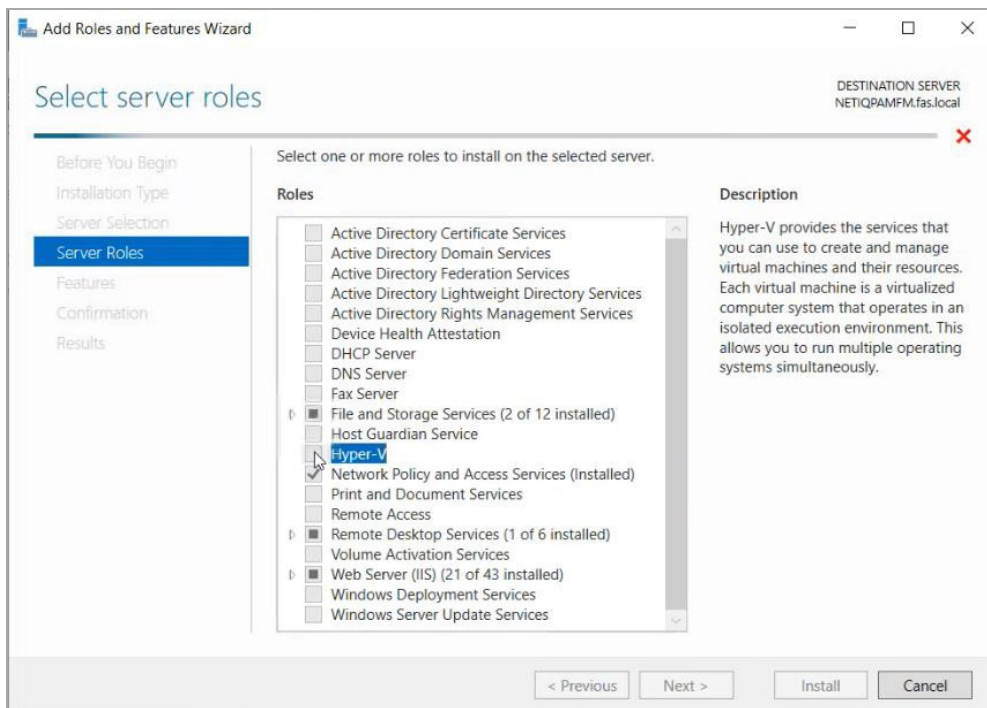 Add Roles and Features Wizard
Select server roles
DESTINATION SERVER
NETIQPAMFM.fas.local
Before You Begin
Installation Type
Server Selection
Server Roles
Features
Confirmation
Results
Select one or more roles to install on the selected server.
Roles
Active Directory Certificate Services
Active Directory Domain Services
Active Directory Federation Services
Active Directory Lightweight Directory Services
Active Directory Rights Management Services
Device Health Attestation
DHCP Server
DNS Server
Fax Server
File and Storage Services (2 of 12 installed)
Host Guardian Service
Hyper-V
Network Policy and Access Services (Installed)
Print and Document Services
Remote Access
Remote Desktop Services (1 of 6 installed)
Volume Activation Services
Web Server (IIS) (21 of 43 installed)
Windows Deployment Services
Windows Server Update Services
Description
Hyper-V provides the services that
you can use to create and manage
virtual machines and their resources.
Each virtual machine is a virtualized
computer system that operates in an
isolated execution environment. This
allows you to run multiple operating
systems simultaneously.
< Previous
Next >
Install
Cancel